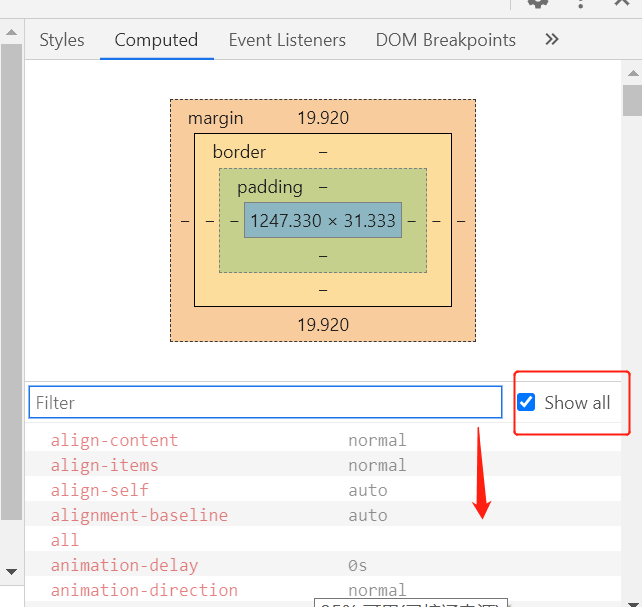 Styles Computed Event Listeners DOM Breakpoints »
margin 19.920
border –
padding –
– – – 1247.330 × 31.333 – – –
–
–
19.920
Filter Show all
align-content normal
align-items normal
align-self auto
alignment-baseline auto
all
animation-delay 0s
animation-direction normal